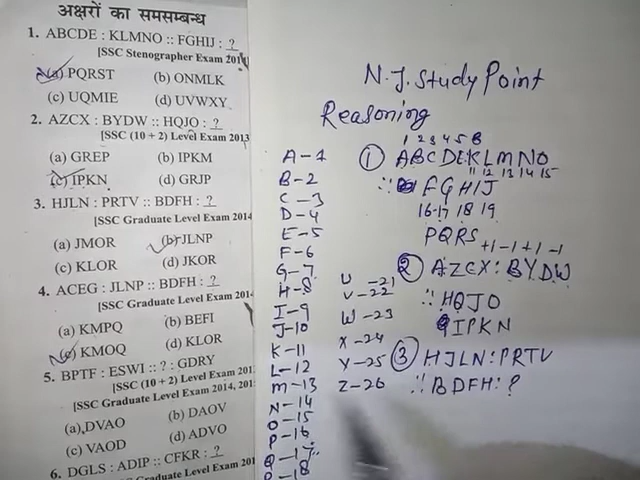 अक्षरों का समसम्बन्ध
1. ABCDE : KLMNO :: FGHIJ : ?
[SSC Stenographer Exam 201
(a) PQRST (b) ONMLK
(c) UQMIE (d) UVWXY
2. AZCX : BYDW :: HQJO : ?
[SSC (10 + 2) Level Exam 2013
(a) GREP (b) IPKM
(c) IPKN (d) GRJP
3. HJLN : PRTV :: BDFH : ?
[SSC Graduate Level Exam 2014
(a) JMOR (b) JLNP
(c) KLOR (d) JKOR
4. ACEG : JLNP :: BDFH : ?
[SSC Graduate Level Exam 201
(a) KMPQ (b) BEFI
(c) KMOQ (d) KLOR
5. BPTF : ESWI :: ? : GDRY
[SSC (10 + 2) Level Exam 201
[SSC Graduate Level Exam 2014, 201
(a) DVAO (b) DAOV
(c) VAOD (d) ADVO
6. DGLS : ADIP :: CFKR : ?
[SSC Graduate Level Exam 201
N.J. Study Point
Reasoning
A-1
B-2
C-3
D-4
E-5
F-6
G-7
H-8
I-9
J-10
K-11
L-12
M-13
N-14
O-15
P-16
Q-17
R-18
U-21
V-22
W-23
X-24
Y-25
Z-26
1 2 3 4 5
① ABCDE KLMNO
11 12 13 14 15
∴ FGHIJ
16-17 18 19
PQRS
+1 -1 +1 -1
② AZCX : BYDW
∴ HQJO
IPKN
③ HJLN : PRTV
∴ BDFH : ?